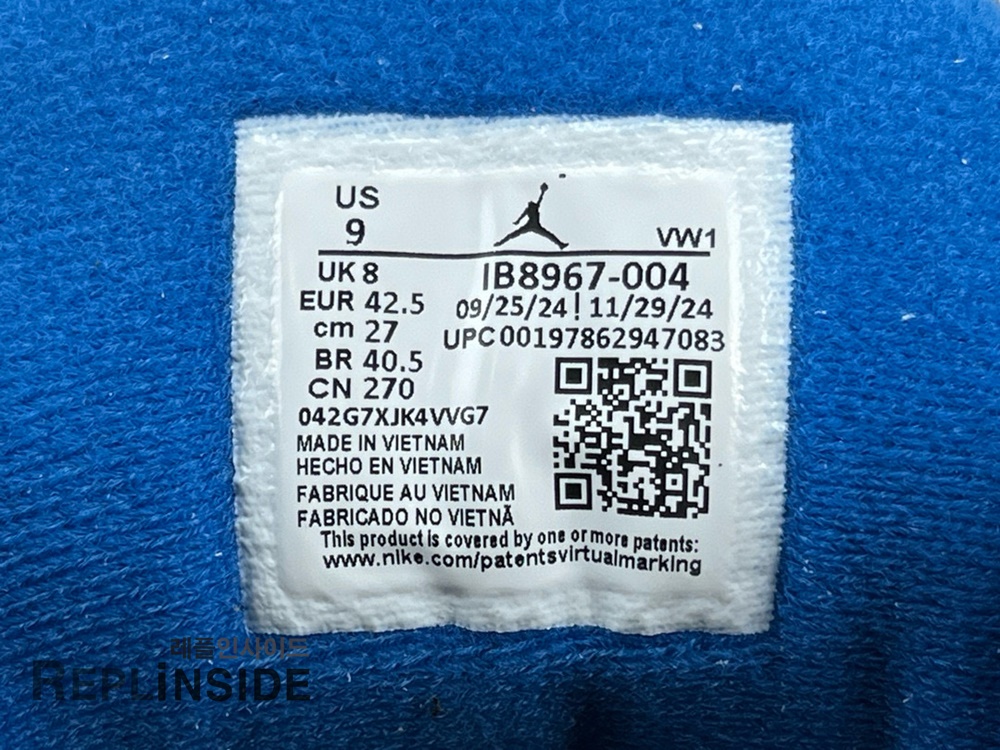 US
9
VW1
UK 8
IB8967-004
EUR 42.5
09/25/24 | 11/29/24
cm 27
UPC 00197862947083
BR 40.5
CN 270
042G7XJK4VVG7
MADE IN VIETNAM
HECHO EN VIETNAM
FABRIQUE AU VIETNAM
FABRICADO NO VIETNÃ
This product is covered by one or more patents:
www.nike.com/patentsvirtualmarking
레플인사이드
REPLINSIDE